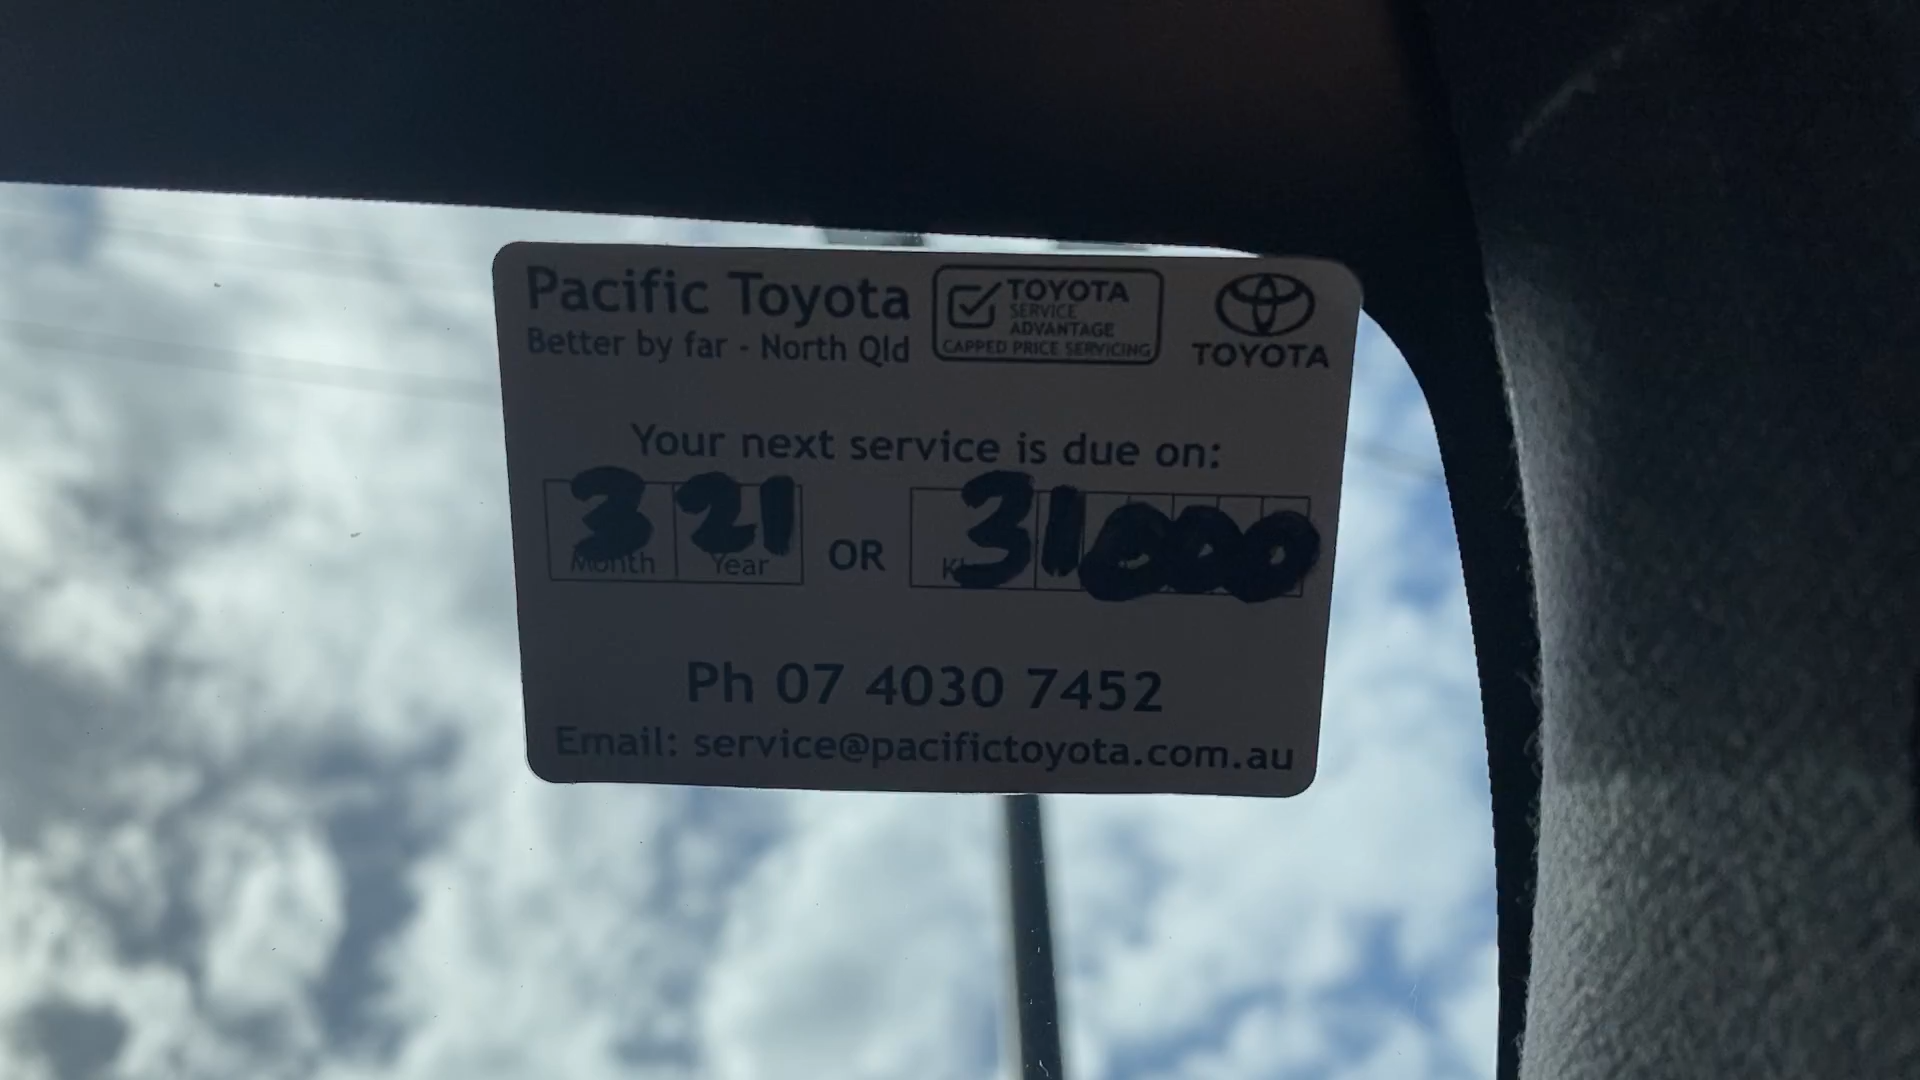 Pacific Toyota
Better by far - North Qld
TOYOTA
SERVICE
ADVANTAGE
CAPPED PRICE SERVICING
TOYOTA
Your next service is due on:
3 21 OR 31000
Month Year
Ph 07 4030 7452
Email: service@pacifictoyota.com.au